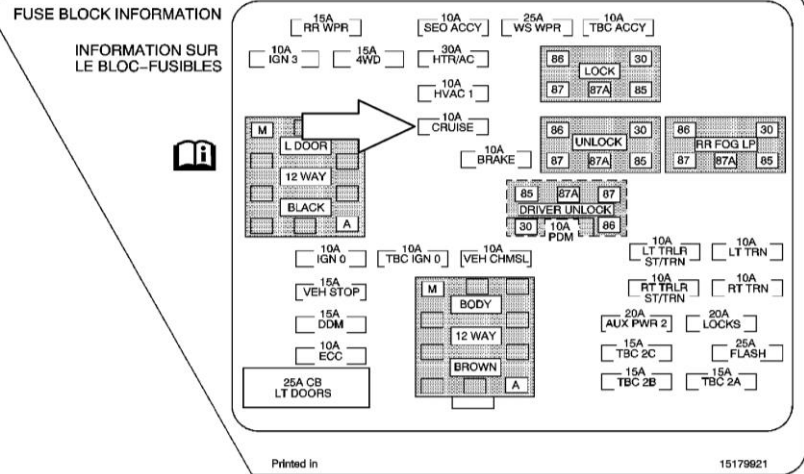 FUSE BLOCK INFORMATION
INFORMATION SUR
LE BLOC-FUSIBLES
15A
RR WPR
10A
SEO ACCY
25A
WS WPR
10A
TBC ACCY
10A
IGN 3
15A
4WD
30A
HTR/AC
86
30
LOCK
87
87A
85
10A
HVAC 1
10A
CRUISE
M
L DOOR
12 WAY
BLACK
A
10A
BRAKE
86
30
UNLOCK
87
87A
85
86
30
RR FOG LP
87
87A
85
85
87A
87
DRIVER UNLOCK
30
10A
PDM
86
10A
IGN 0
10A
TBC IGN 0
10A
VEH CHMSL
10A
LT TRLR
ST/TRN
10A
LT TRN
15A
VEH STOP
M
BODY
12 WAY
BROWN
A
10A
RT TRLR
ST/TRN
10A
RT TRN
15A
DDM
20A
AUX PWR 2
20A
LOCKS
10A
ECC
15A
TBC 2C
25A
FLASH
25A CB
LT DOORS
15A
TBC 2B
15A
TBC 2A
Printed in
15179921